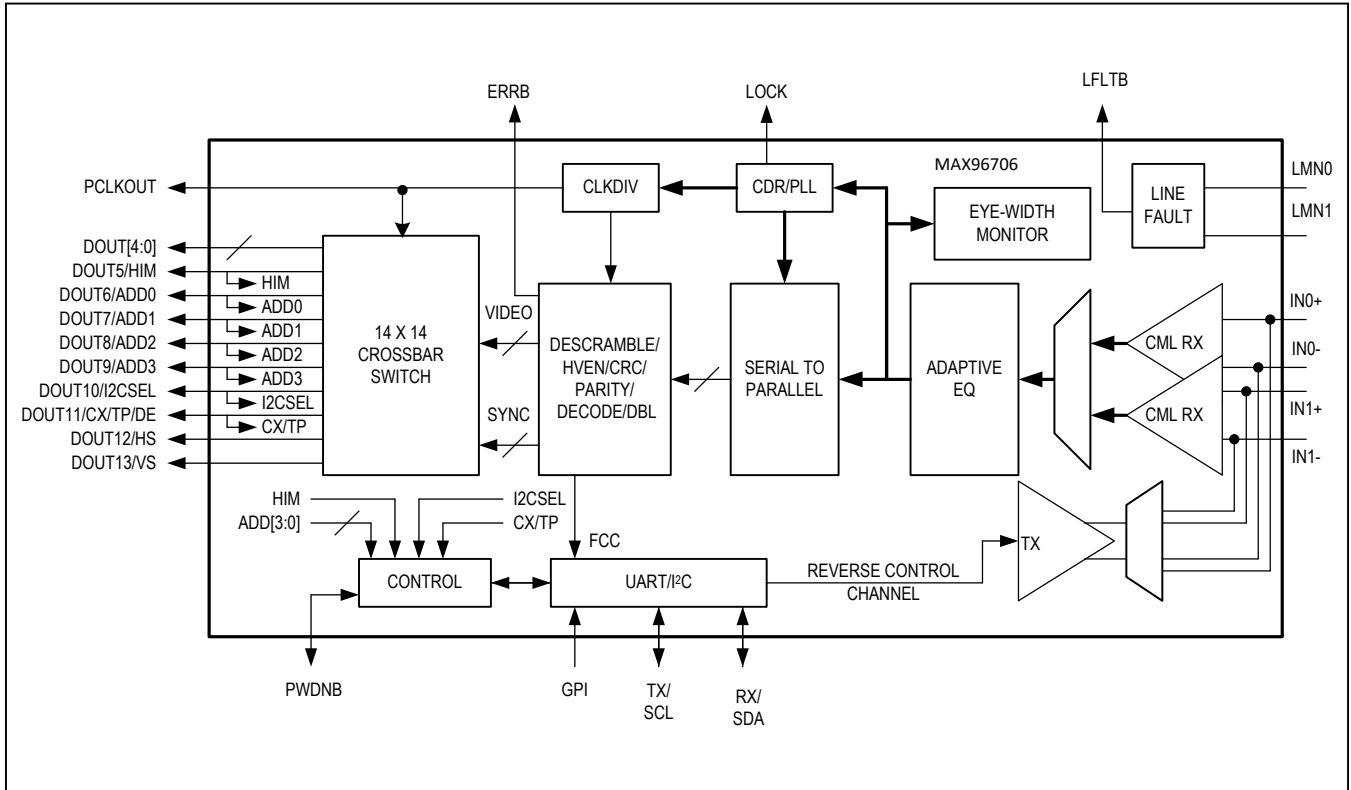 ERRB
LOCK
LFLTB
PCLKOUT
CLKDIV
CDR/PLL
MAX96706
EYE-WIDTH
MONITOR
LINE
FAULT
LMN0
LMN1
DOUT[4:0]
DOUT5/HIM
HIM
DOUT6/ADD0
ADD0
DOUT7/ADD1
ADD1
DOUT8/ADD2
ADD2
DOUT9/ADD3
ADD3
DOUT10/I2CSEL
I2CSEL
DOUT11/CX/TP/DE
CX/TP
DOUT12/HS
DOUT13/VS
14 X 14
CROSSBAR
SWITCH
VIDEO
SYNC
DESCRAMBLE/
HVEN/CRC/
PARITY/
DECODE/DBL
SERIAL TO
PARALLEL
ADAPTIVE
EQ
CML RX
CML RX
IN0+
IN0-
IN1+
IN1-
HIM
ADD[3:0]
I2CSEL
CX/TP
FCC
CONTROL
UART/I²C
REVERSE CONTROL
CHANNEL
TX
PWDNB
GPI
TX/
SCL
RX/
SDA